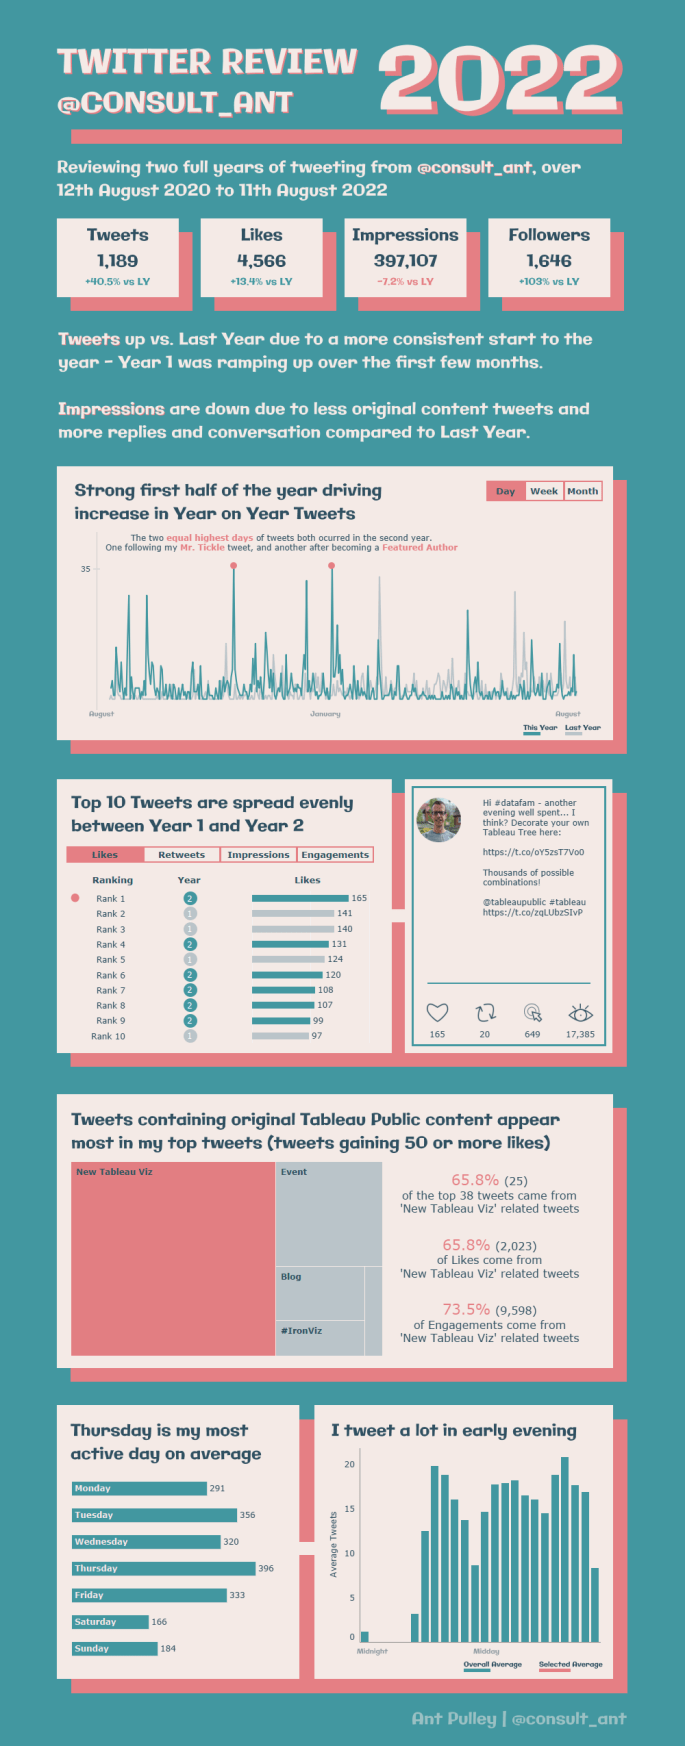 TWITTER REVIEW
@CONSULT_ANT
2022
Reviewing two full years of tweeting from @consult_ant, over
12th August 2020 to 11th August 2022
Tweets
1,189
+40.5% vs LY
Likes
4,566
+13.4% vs LY
Impressions
397,107
-7.2% vs LY
Followers
1,646
+103% vs LY
Tweets up vs. Last Year due to a more consistent start to the
year - Year 1 was ramping up over the first few months.
Impressions are down due to less original content tweets and
more replies and conversation compared to Last Year.
Strong first half of the year driving
increase in Year on Year Tweets
Day Week Month
The two equal highest days of tweets both ocurred in the second year.
One following my Mr. Tickle tweet, and another after becoming a Featured Author
35
August January August
This Year Last Year
Top 10 Tweets are spread evenly
between Year 1 and Year 2
Likes Retweets Impressions Engagements
Ranking Year Likes
Rank 1 2 165
Rank 2 1 141
Rank 3 1 140
Rank 4 2 131
Rank 5 1 124
Rank 6 2 120
Rank 7 2 108
Rank 8 2 107
Rank 9 2 99
Rank 10 1 97
Hi #datafam - another
evening well spent... I
think? Decorate your own
Tableau Tree here:
https://t.co/oY5zsT7Vo0
Thousands of possible
combinations!
@tableaupublic #tableau
https://t.co/zqLUbzSIvP
165 20 649 17,385
Tweets containing original Tableau Public content appear
most in my top tweets (tweets gaining 50 or more likes)
New Tableau Viz
Event
Blog
#IronViz
65.8% (25)
of the top 38 tweets came from
'New Tableau Viz' related tweets
65.8% (2,023)
of Likes come from
'New Tableau Viz' related tweets
73.5% (9,598)
of Engagements come from
'New Tableau Viz' related tweets
Thursday is my most
active day on average
Monday 291
Tuesday 356
Wednesday 320
Thursday 396
Friday 333
Saturday 166
Sunday 184
I tweet a lot in early evening
Average Tweets
20
15
10
5
0
Midnight Midday
Overall Average Selected Average
Ant Pulley | @consult_ant